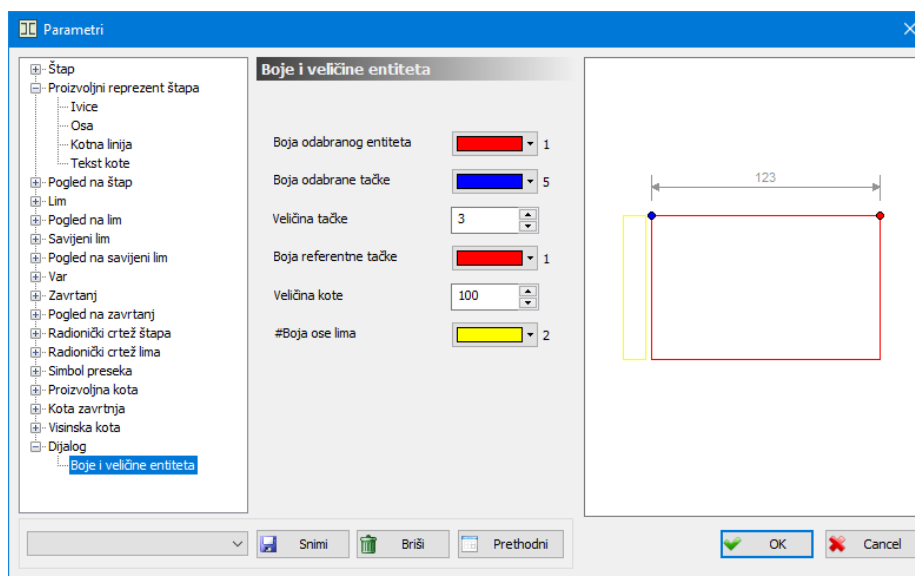 Parametri
Štap
Proizvoljni reprezent štapa
Ivice
Osa
Kotna linija
Tekst kote
Pogled na štap
Lim
Pogled na lim
Savijeni lim
Pogled na savijeni lim
Var
Zavrtanj
Pogled na zavrtanj
Radionički crtež štapa
Radionički crtež lima
Simbol preseka
Proizvoljna kota
Kota zavrtnja
Visinska kota
Dijalog
Boje i veličine entiteta
Boje i veličine entiteta
Boja odabranog entiteta 1
Boja odabrane tačke 5
Veličina tačke 3
Boja referentne tačke 1
Veličina kote 100
#Boja ose lima 2
123
Snimi Briši Prethodni OK Cancel